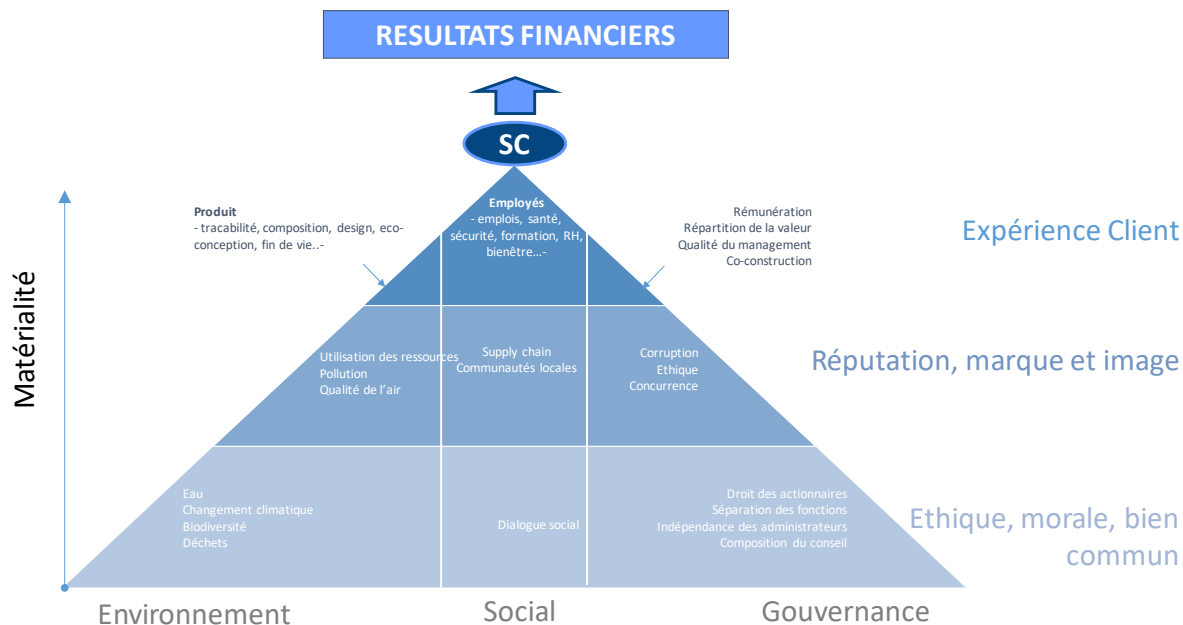 RESULTATS FINANCIERS
SC
Matérialité
Produit
- tracabilité, composition, design, eco-
conception, fin de vie..-
Employés
- emplois, santé,
sécurité, formation, RH,
bienêtre...-
Rémunération
Répartition de la valeur
Qualité du management
Co-construction
Expérience Client
Utilisation des ressources
Pollution
Qualité de l'air
Supply chain
Communautés locales
Corruption
Ethique
Concurrence
Réputation, marque et image
Eau
Changement climatique
Biodiversité
Déchets
Dialogue social
Droit des actionnaires
Séparation des fonctions
Indépendance des administrateurs
Composition du conseil
Ethique, morale, bien
commun
Environnement
Social
Gouvernance